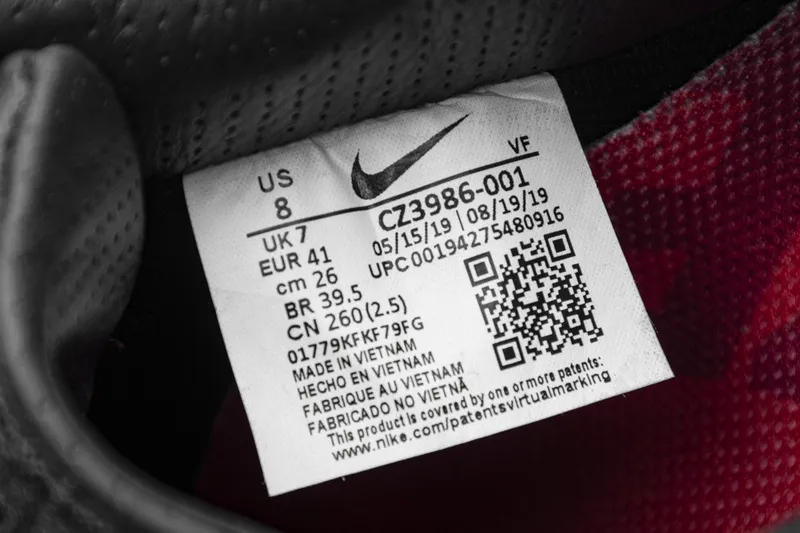 US
8
VF
UK 7
EUR 41
cm 26
BR 39.5
CN 260(2.5)
CZ3986-001
05/15/19 | 08/19/19
UPC 00194275480916
01779KFKF79FG
MADE IN VIETNAM
HECHO EN VIETNAM
FABRIQUE AU VIETNAM
FABRICADO NO VIETNÃ
This product is covered by one or more patents:
www.nike.com/patentsvirtualmarking